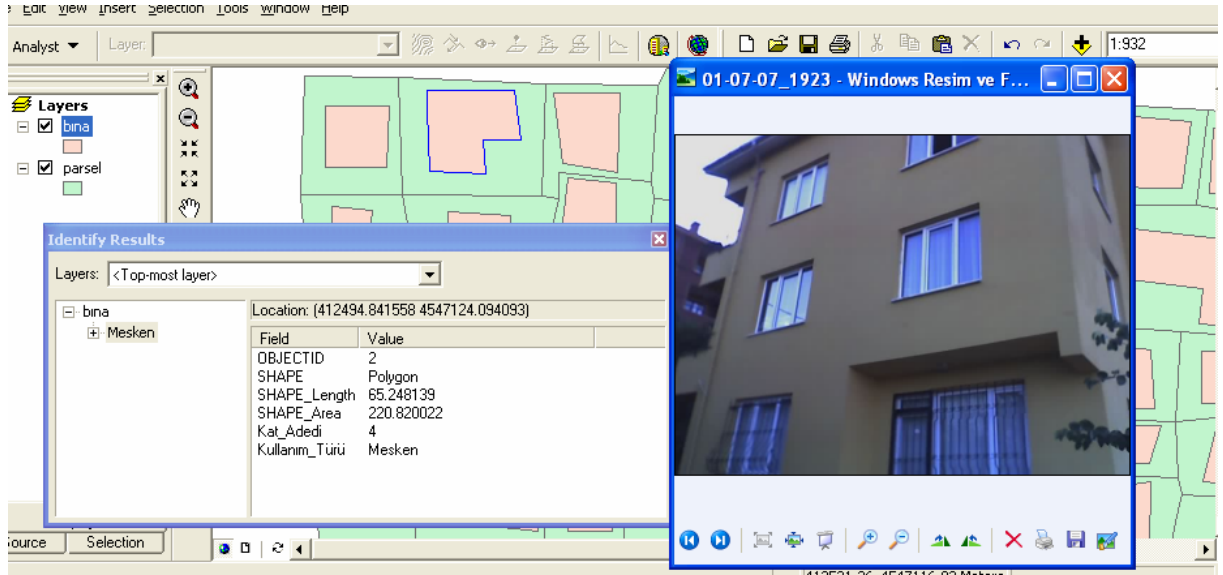 Edit View Insert Selection Tools Window Help
Analyst Layer: 1:932
01-07-07_1923 - Windows Resim ve F...
Layers
bina
parsel
Identify Results
Layers: <Top-most layer>
bina
Mesken
Location: (412494.841558 4547124.094093)
Field Value
OBJECTID 2
SHAPE Polygon
SHAPE_Length 65.248139
SHAPE_Area 220.820022
Kat_Adedi 4
Kullanım_Türü Mesken
Source Selection